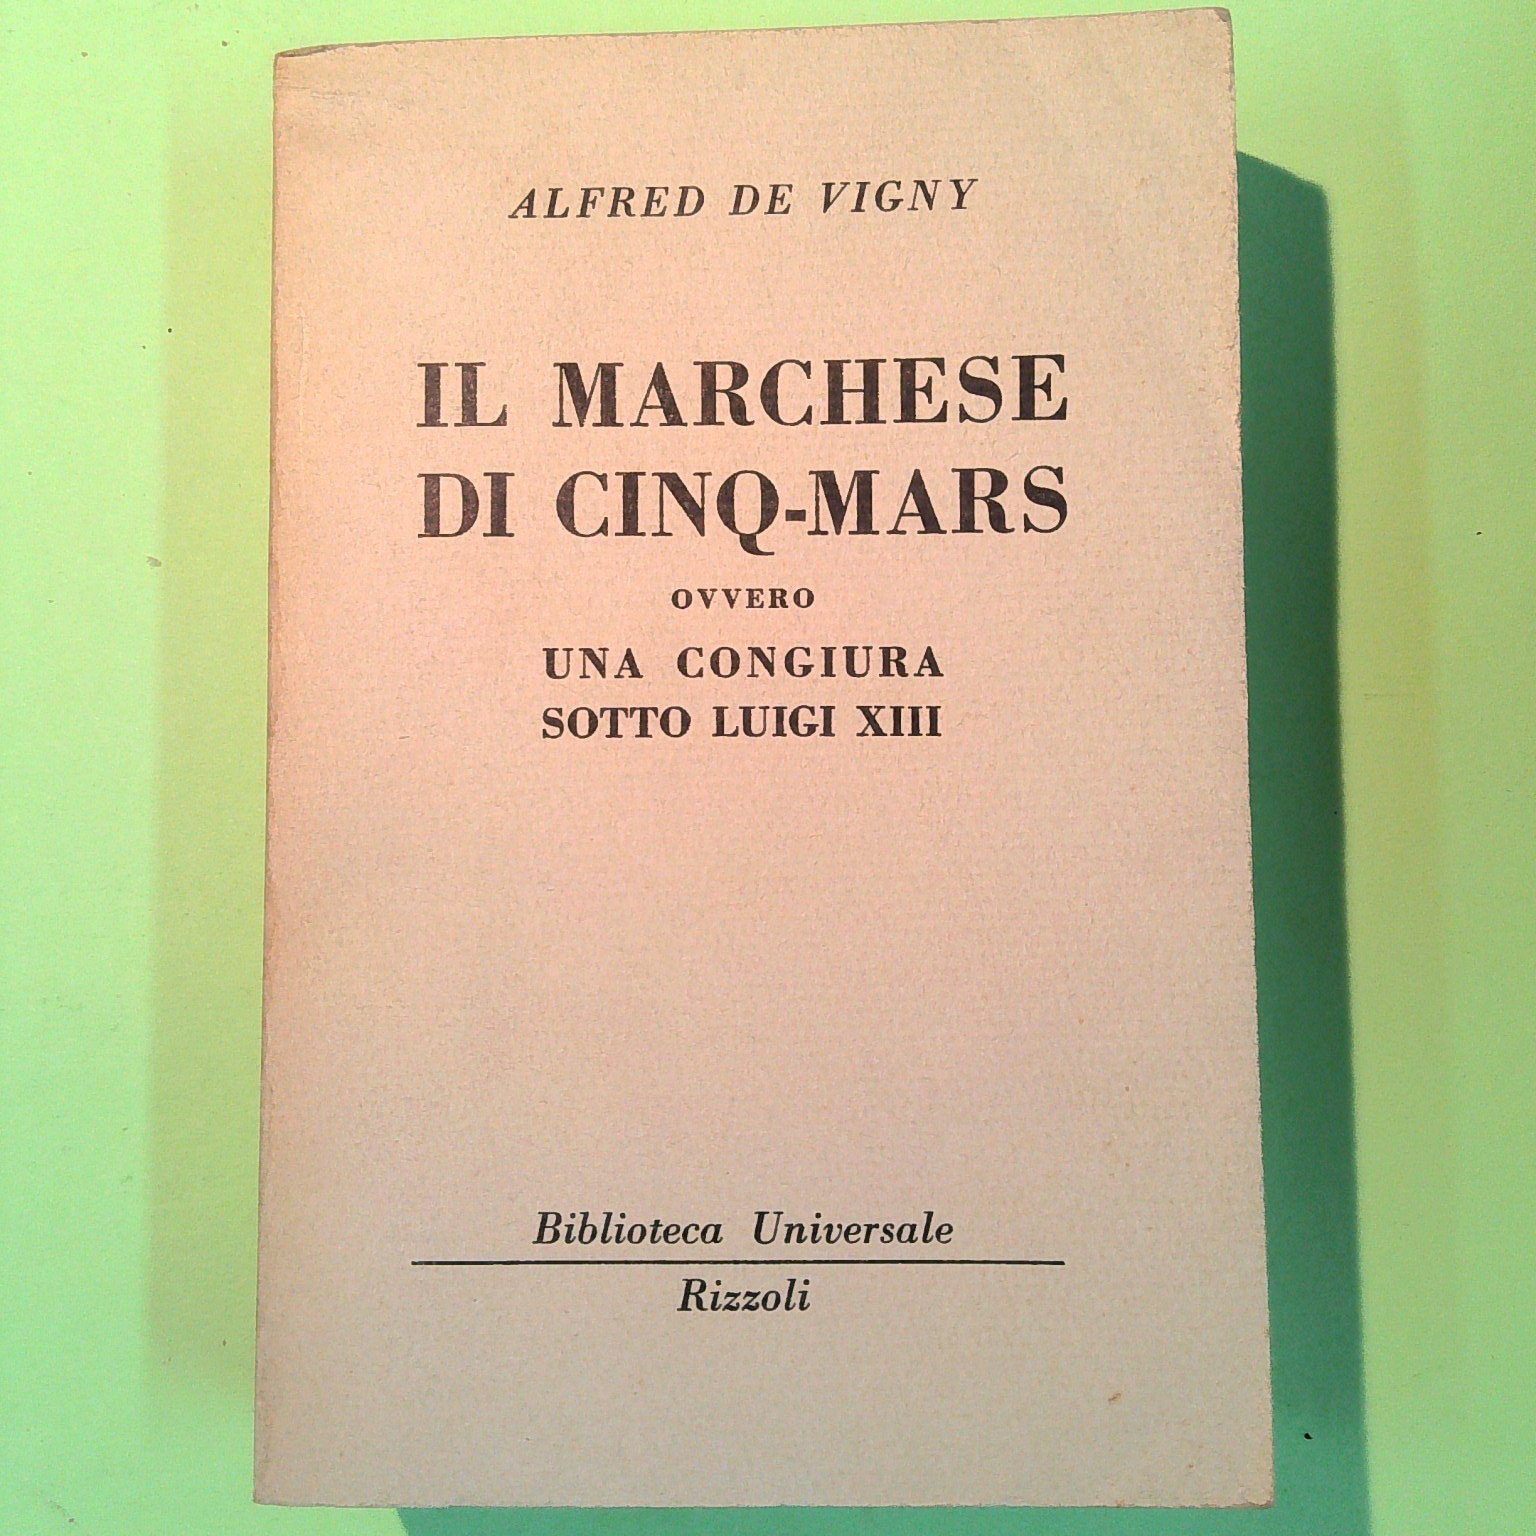 ALFRED DE VIGNY
IL MARCHESE
DI CINQ-MARS
OVVERO
UNA CONGIURA
SOTTO LUIGI XIII
Biblioteca Universale
Rizzoli